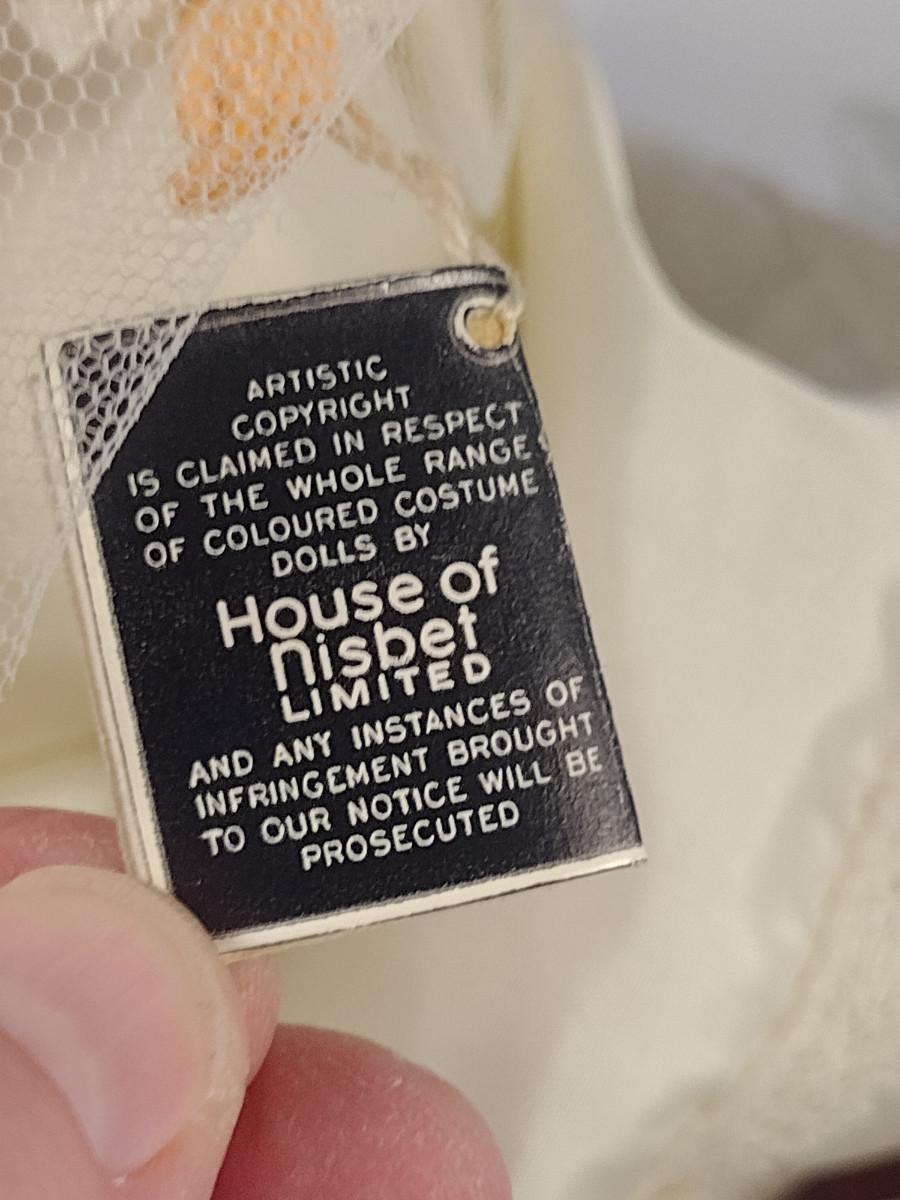 ARTISTIC
COPYRIGHT
IS CLAIMED IN RESPECT
OF THE WHOLE RANGE
OF COLOURED COSTUME
DOLLS BY
House of
nisbet
LIMITED
AND ANY INSTANCES OF
INFRINGEMENT BROUGHT
TO OUR NOTICE WILL BE
PROSECUTED